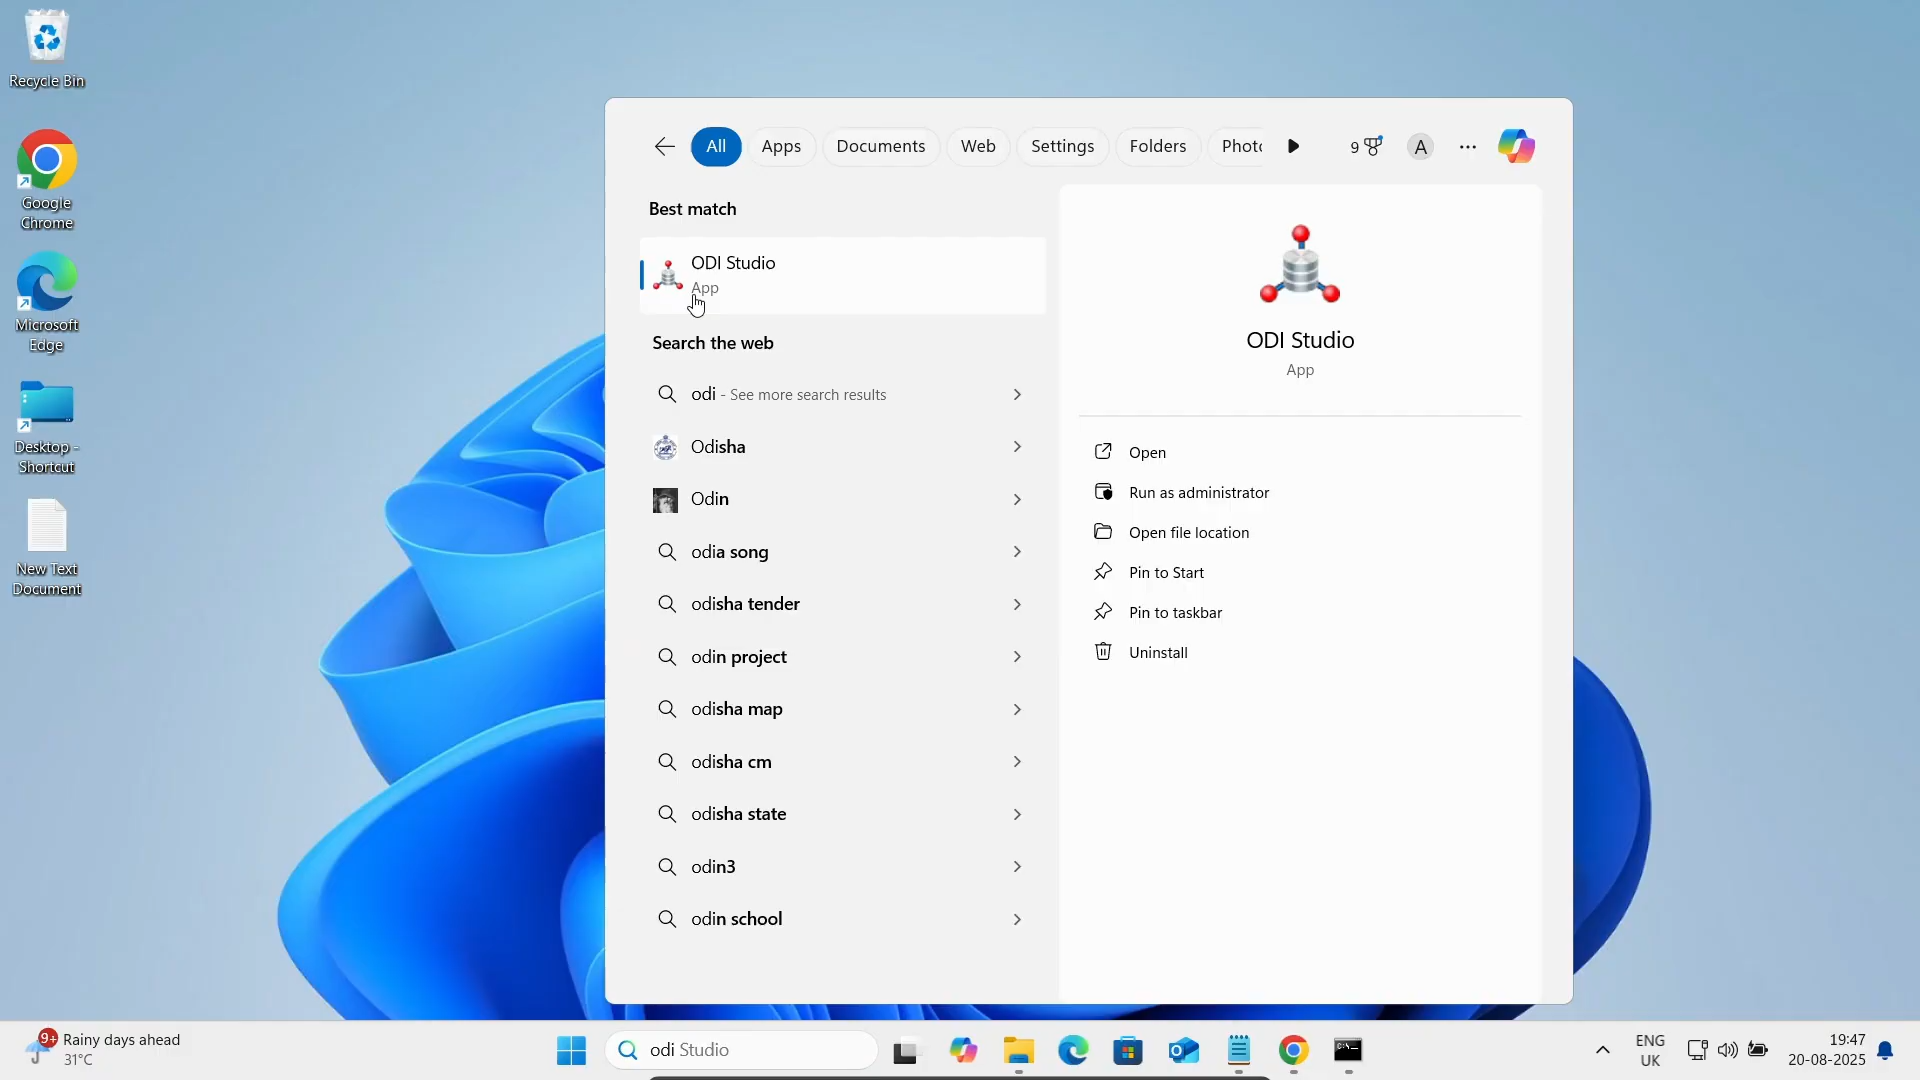 Recycle Bin
Google
Chrome
Microsoft
Edge
Desktop -
Shortcut
New Text
Document
All
Apps
Documents
Web
Settings
Folders
Phot
9
A
Best match
ODI Studio
App
Search the web
odi - See more search results
Odisha
Odin
odia song
odisha tender
odin project
odisha map
odisha cm
odisha state
odin3
odin school
ODI Studio
App
Open
Run as administrator
Open file location
Pin to Start
Pin to taskbar
Uninstall
9+
Rainy days ahead
31°C
odi Studio
ENG
UK
19:47
20-08-2025